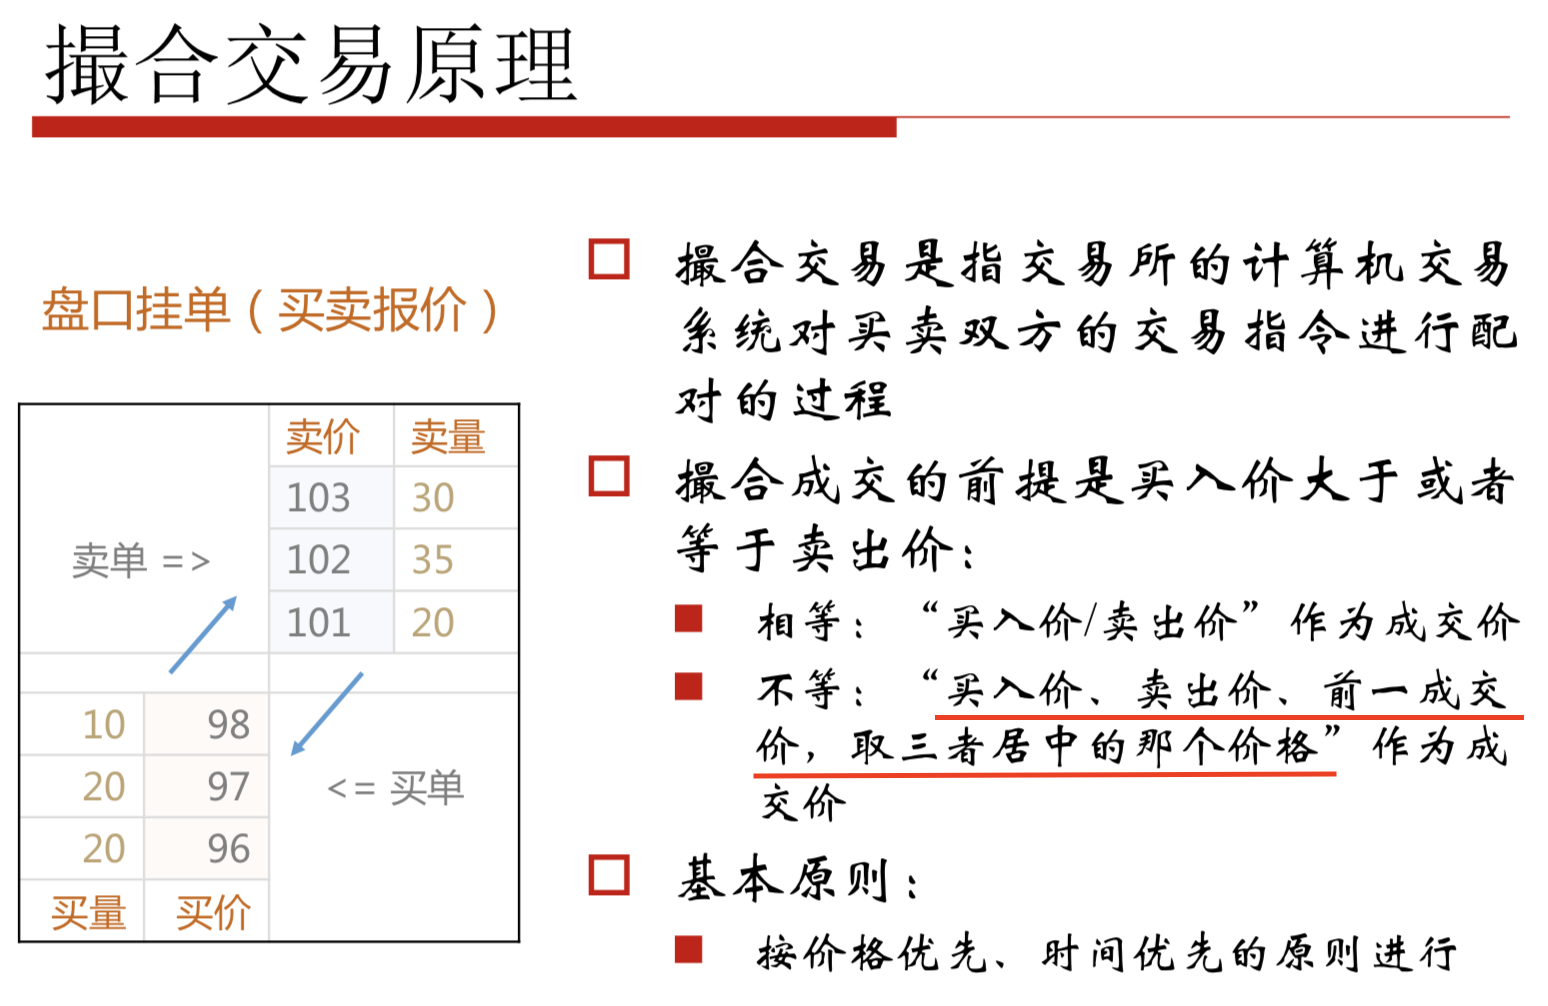 撮合交易原理
盘口挂单（买卖报价）
卖价 卖量
103 30
卖单 => 102 35
101 20
10 98
20 97
<= 买单
20 96
买量 买价
撮合交易是指交易所的计算机交易
系统对买卖双方的交易指令进行配
对的过程
撮合成交的前提是买入价大于或者
等于卖出价：
相等：“买入价/卖出价”作为成交价
不等：“买入价、卖出价、前一成交
价，取三者居中的那个价格”作为成
交价
基本原则：
按价格优先、时间优先的原则进行